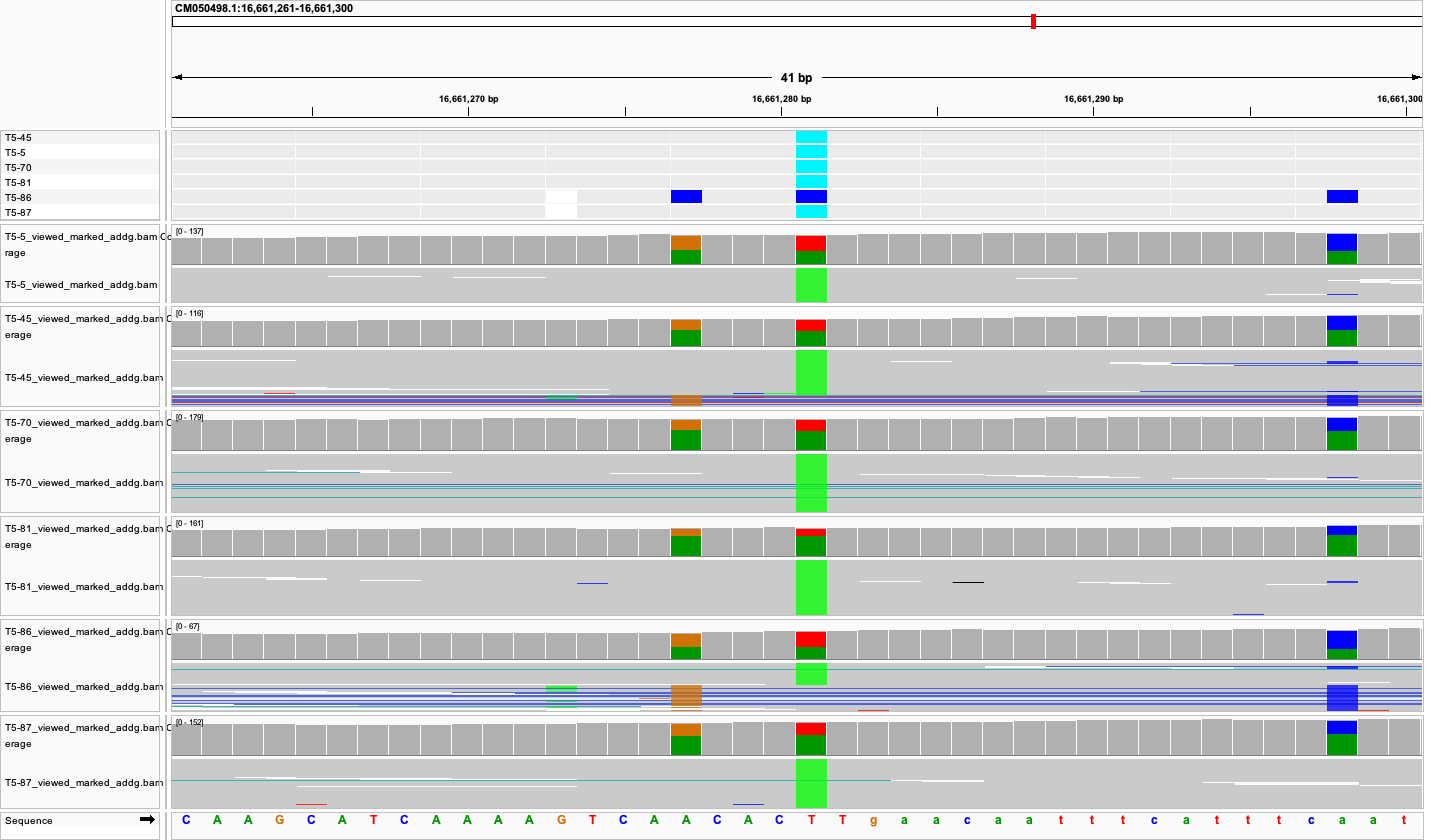 CM050498.1:16,661,261-16,661,300
41 bp
16,661,270 bp 16,661,280 bp 16,661,290 bp 16,661,300
T5-45
T5-5
T5-70
T5-81
T5-86
T5-87
T5-5_viewed_marked_addg.bam Co
rage
[0 - 137]
T5-5_viewed_marked_addg.bam
T5-45_viewed_marked_addg.bam C
erage
[0 - 116]
T5-45_viewed_marked_addg.bam
T5-70_viewed_marked_addg.bam C
erage
[0 - 179]
T5-70_viewed_marked_addg.bam
T5-81_viewed_marked_addg.bam C
erage
[0 - 161]
T5-81_viewed_marked_addg.bam
T5-86_viewed_marked_addg.bam C
erage
[0 - 67]
T5-86_viewed_marked_addg.bam
T5-87_viewed_marked_addg.bam C
erage
[0 - 152]
T5-87_viewed_marked_addg.bam
Sequence C A A G C A T C A A A A G T C A A C A C T T g a a c a a t t t c a t t t c a a t